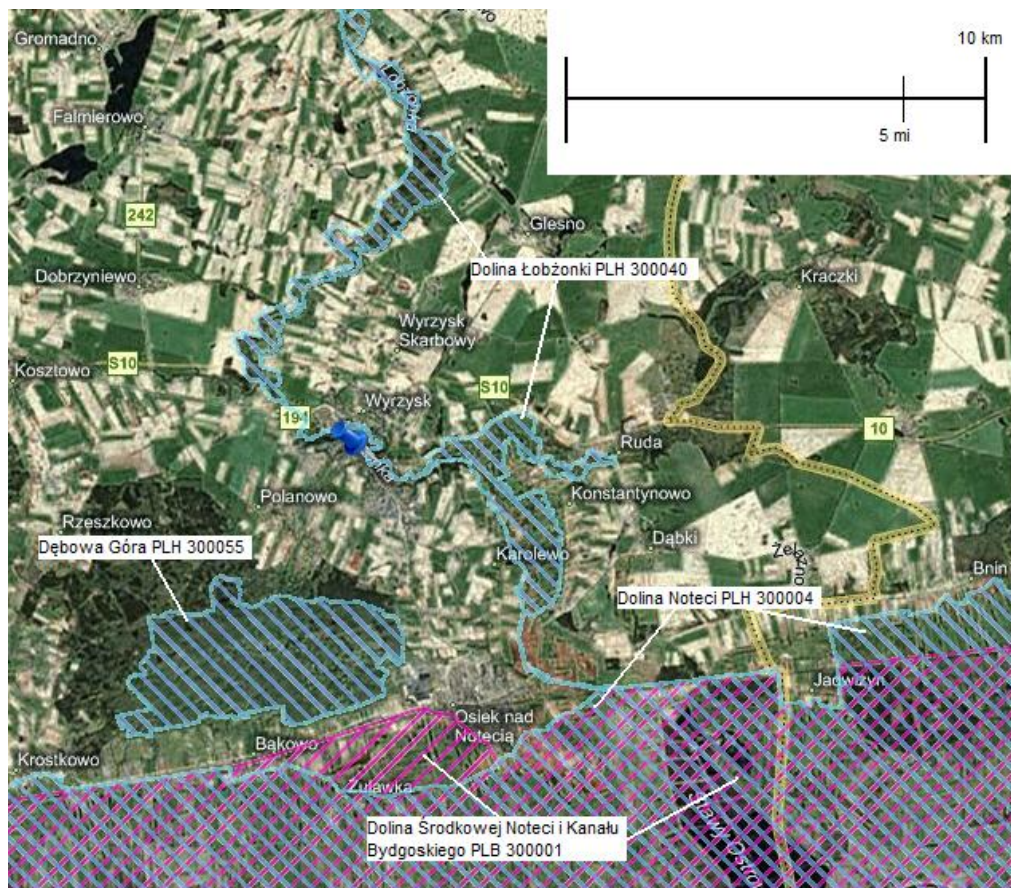 Gromadno
10 km
Łobżonka
5 mi
Falmierowo
242
Glesno
Dolina Łobżonki PLH 300040
Dobrzyniewo
Kraczki
Wyrzysk
Skarbowy
Kosztowo
S10
S10
Wyrzysk
194
10
Ruda
Polanowo
Konstantynowo
Rzeszkowo
Dębowa Góra PLH 300055
Dąbki
Karolewo
Bnin
Dolina Noteci PLH 300004
Jadwiżyn
Osiek nad
Notecią
Bąkowo
Krostkowo
Żuławka
Dolina Środkowej Noteci i Kanału
Bydgoskiego PLB 300001